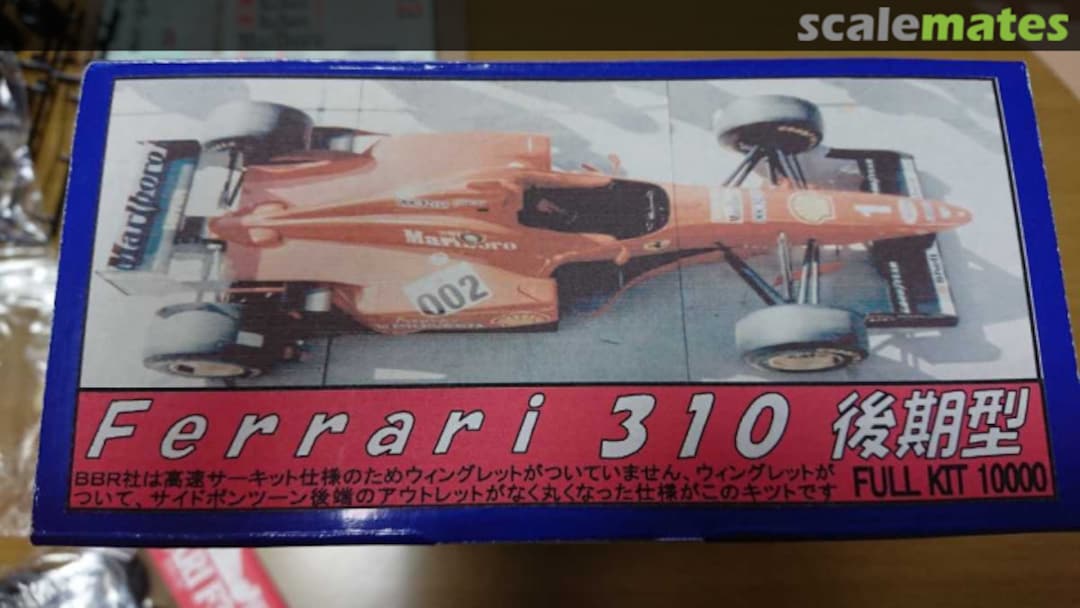 scalemates
Marlboro
Marlboro
002
1
Shell
Ferrari 310 後期型
BBR社は高速サーキット仕様のためウィングレットがついていません、ウィングレットが
ついて、サイドポンツーン後端のアウトレットがなく丸くなった仕様がこのキットです
FULL KIT 10000